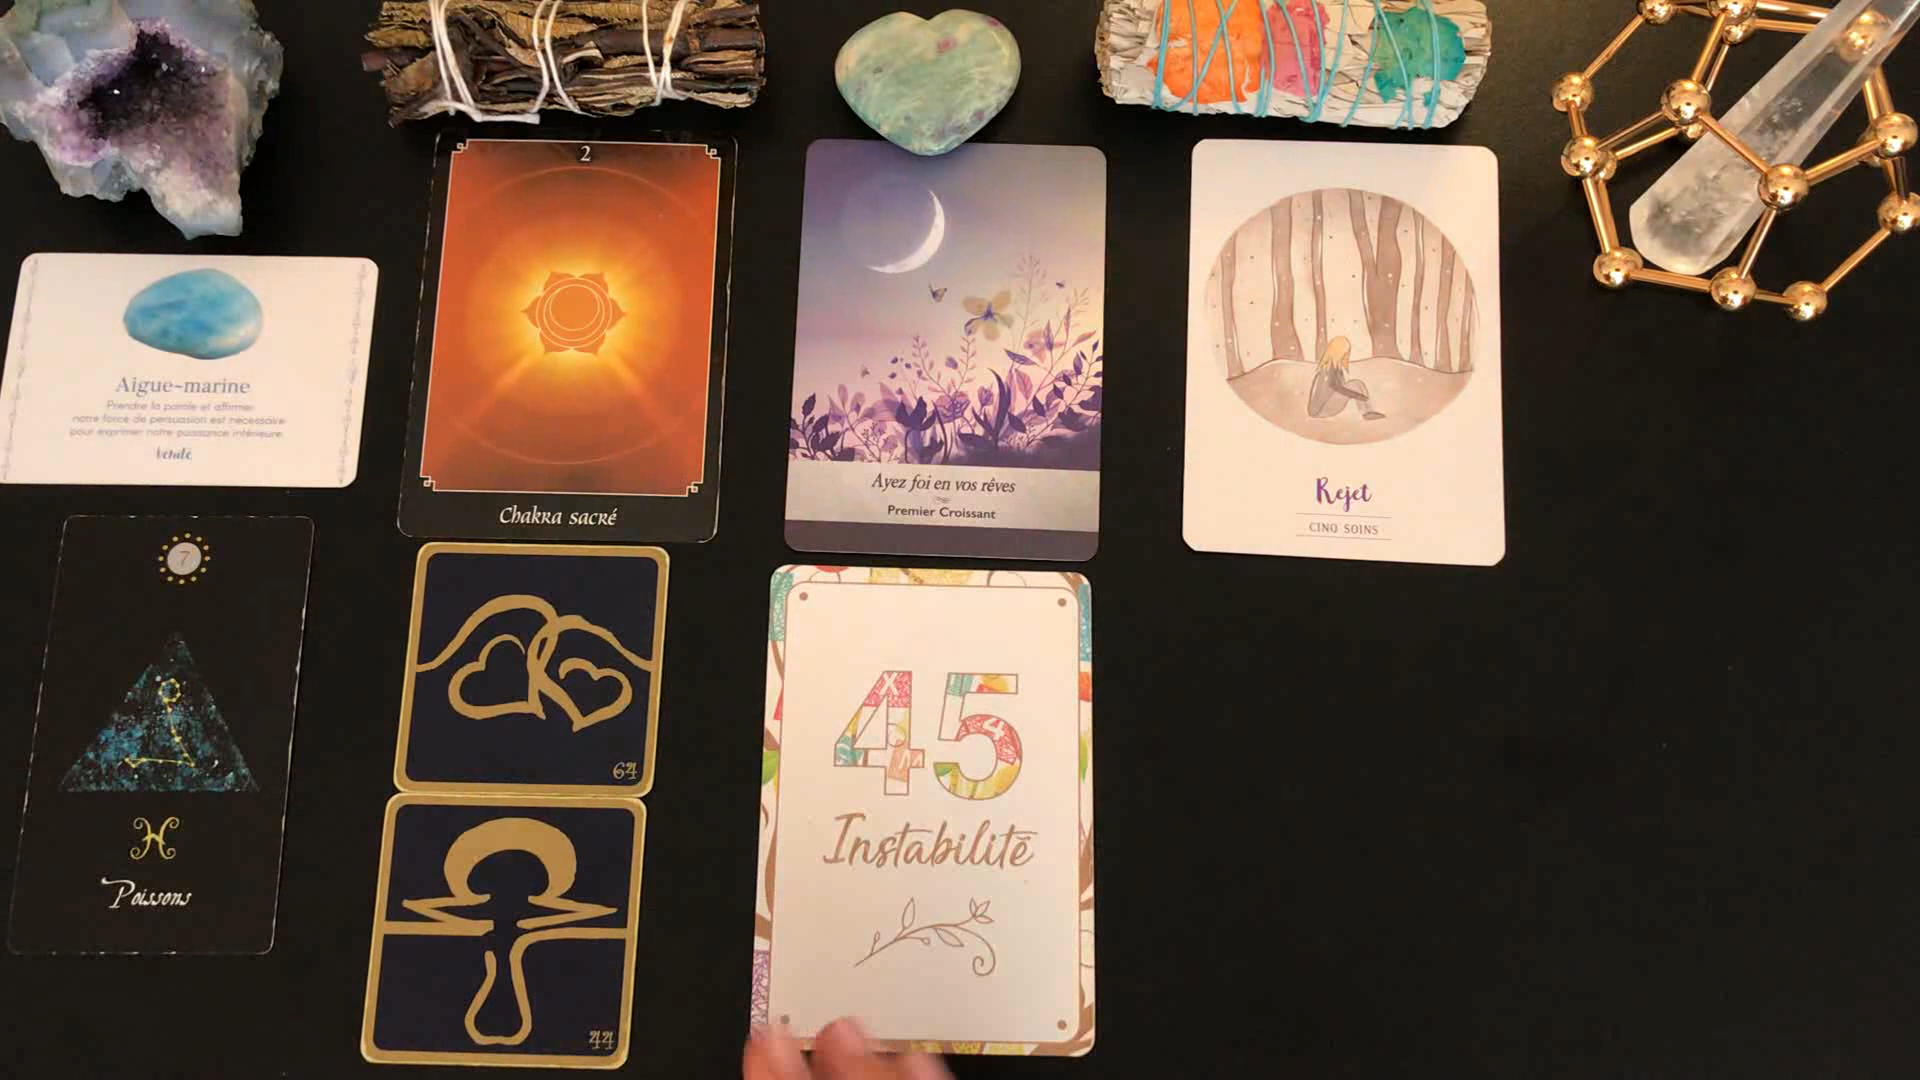 Aigue-marine
Prendre la parole et affirmer
notre force de persuasion est nécessaire
pour exprimer notre puissance intérieure.
Vérité
2
Chakra sacré
Ayez foi en vos rêves
Premier Croissant
Rejet
CINQ SOINS
7
Poissons
64
44
45
Instabilité